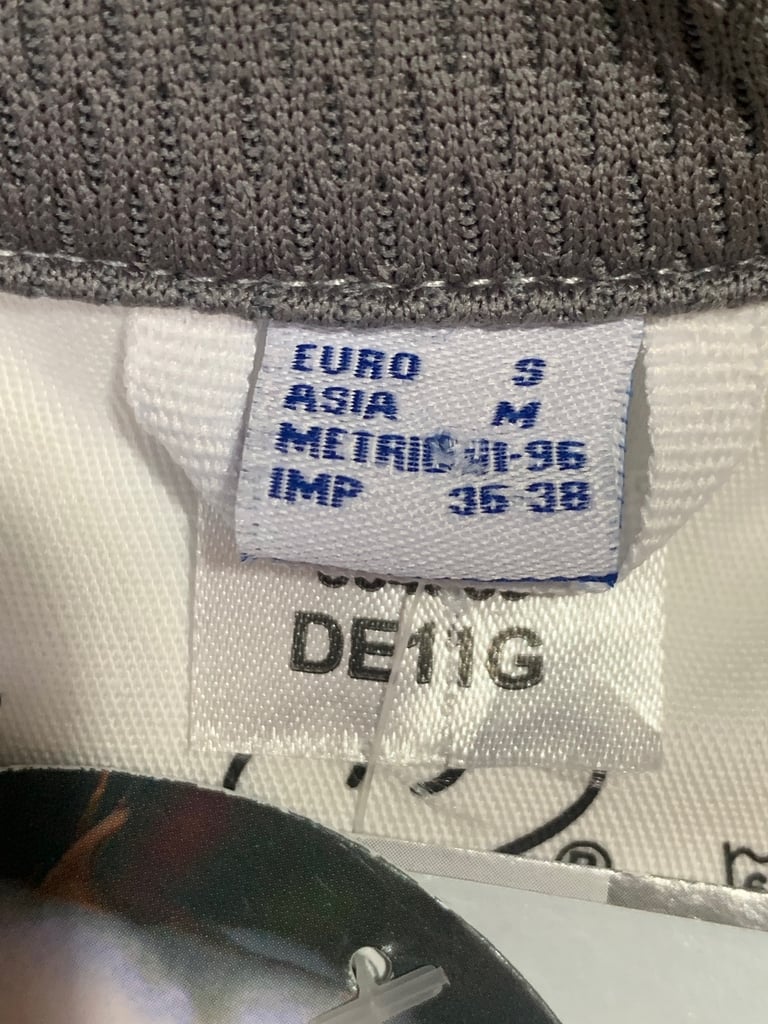 EURO S
ASIA M
METRIC 91-96
IMP 36-38
DE11G
®